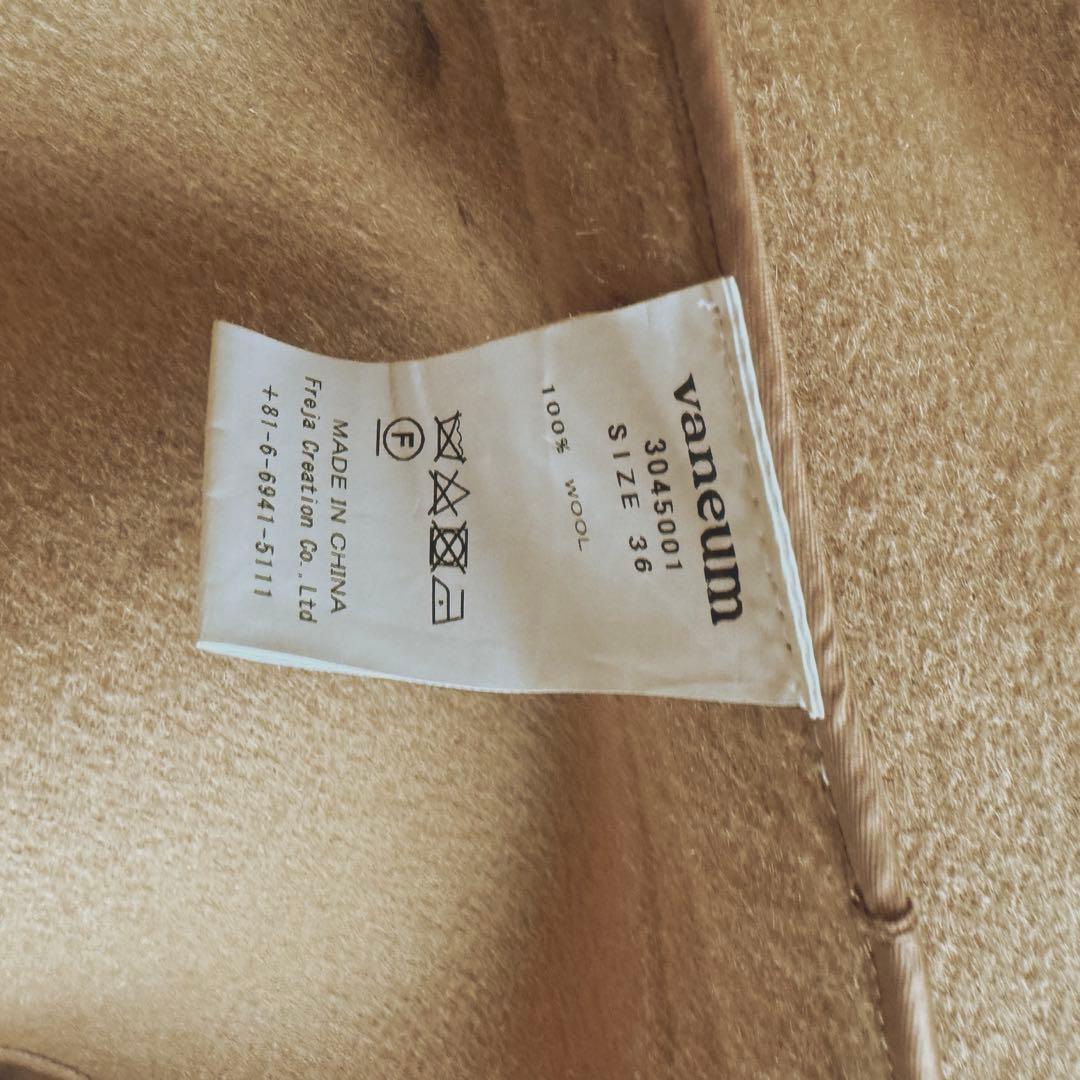 vaneum
3045001
SIZE 36
100% WOOL
F
MADE IN CHINA
Freja Creation Co.,Ltd
+81-6-6941-5111